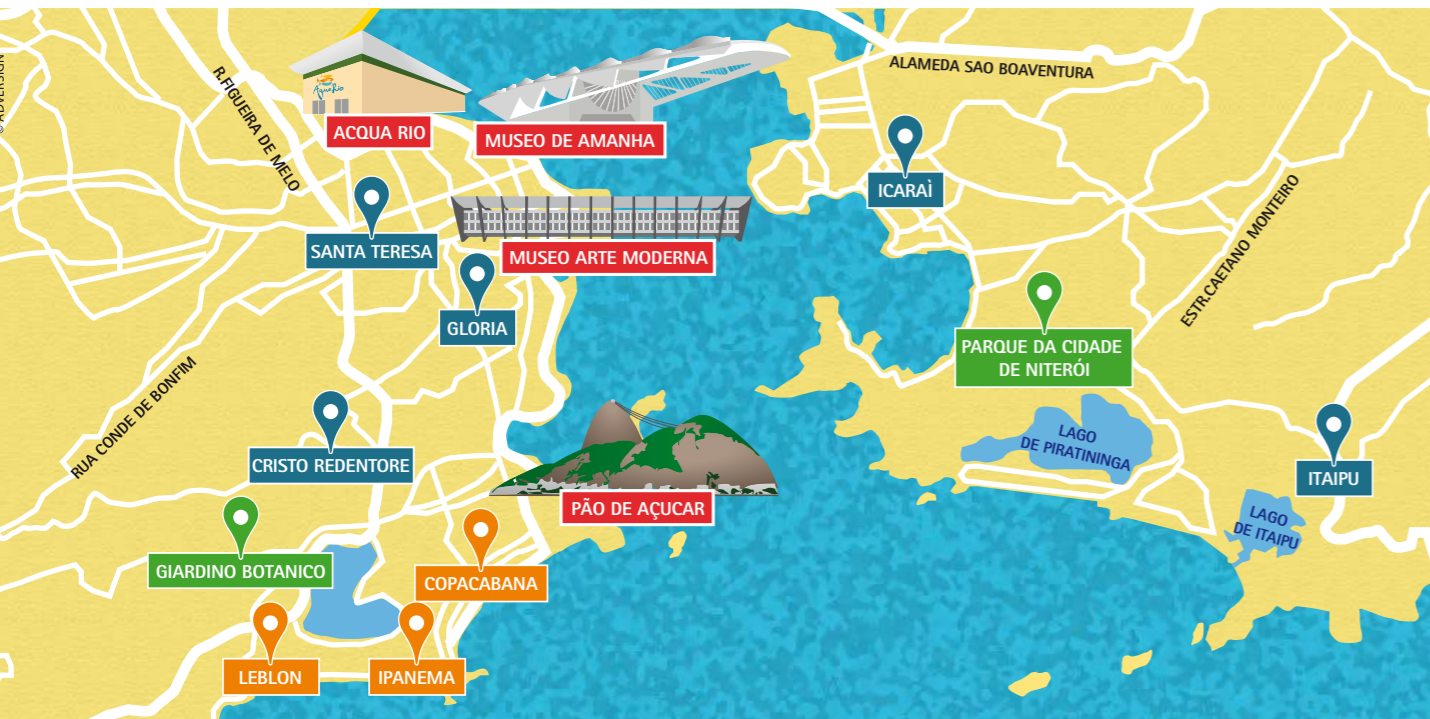 © ADVERSIGN
R.FIGUEIRA DE MELO
AcquaRio
ACQUA RIO
MUSEO DE AMANHA
ALAMEDA SAO BOAVENTURA
ICARAÌ
SANTA TERESA
MUSEO ARTE MODERNA
ESTR.CAETANO MONTEIRO
GLORIA
PARQUE DA CIDADE
DE NITERÓI
RUA CONDE DE BONFIM
CRISTO REDENTORE
LAGO
DE PIRATININGA
ITAIPU
PÃO DE AÇUCAR
LAGO
DE ITAIPU
GIARDINO BOTANICO
COPACABANA
LEBLON
IPANEMA